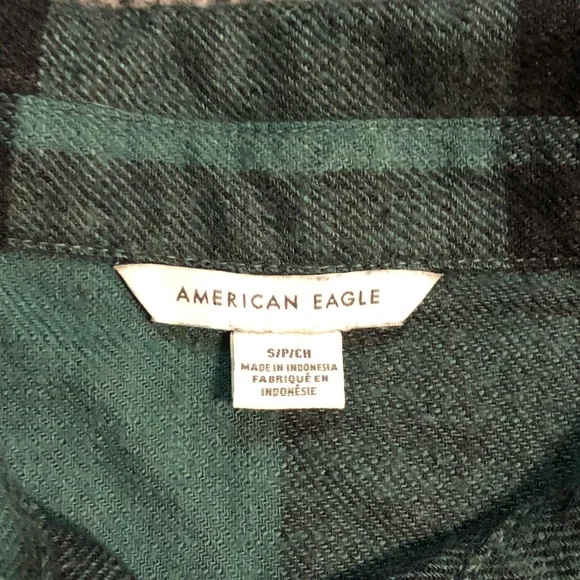 AMERICAN EAGLE
S/P/CH
MADE IN INDONESIA
FABRIQUÉ EN
INDONÉSIE